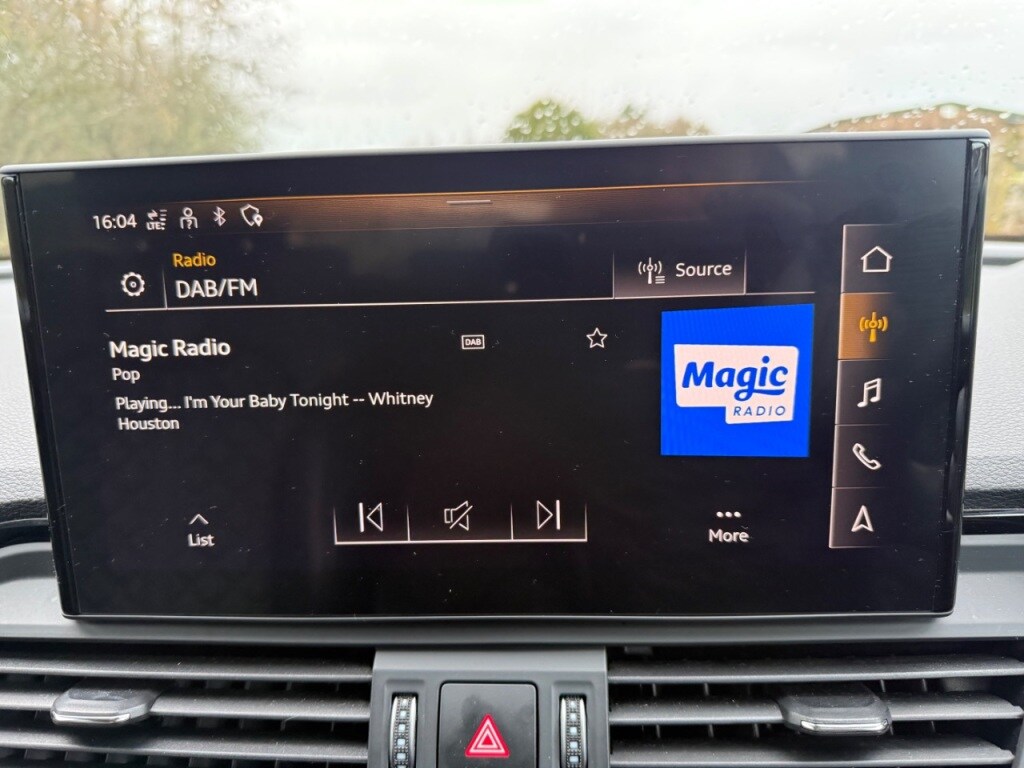 16:04 LTE
Radio
DAB/FM
Source
Magic Radio
DAB
Pop
Playing... I'm Your Baby Tonight -- Whitney
Houston
Magic
RADIO
List
More